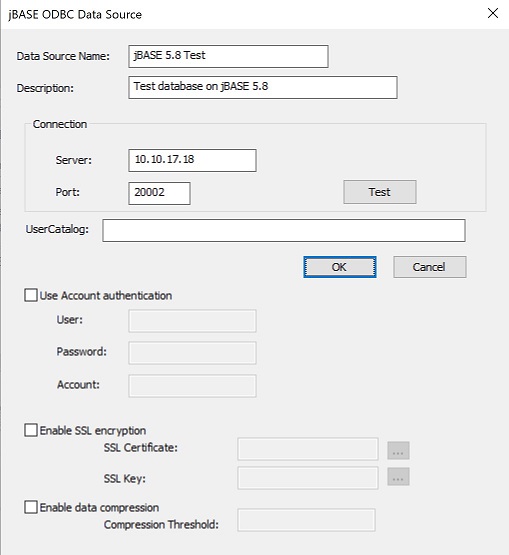 jBASE ODBC Data Source
Data Source Name: jBASE 5.8 Test
Description: Test database on jBASE 5.8
Connection
Server: 10.10.17.18
Port: 20002 Test
UserCatalog:
OK Cancel
Use Account authentication
User:
Password:
Account:
Enable SSL encryption
SSL Certificate: ...
SSL Key: ...
Enable data compression
Compression Threshold: